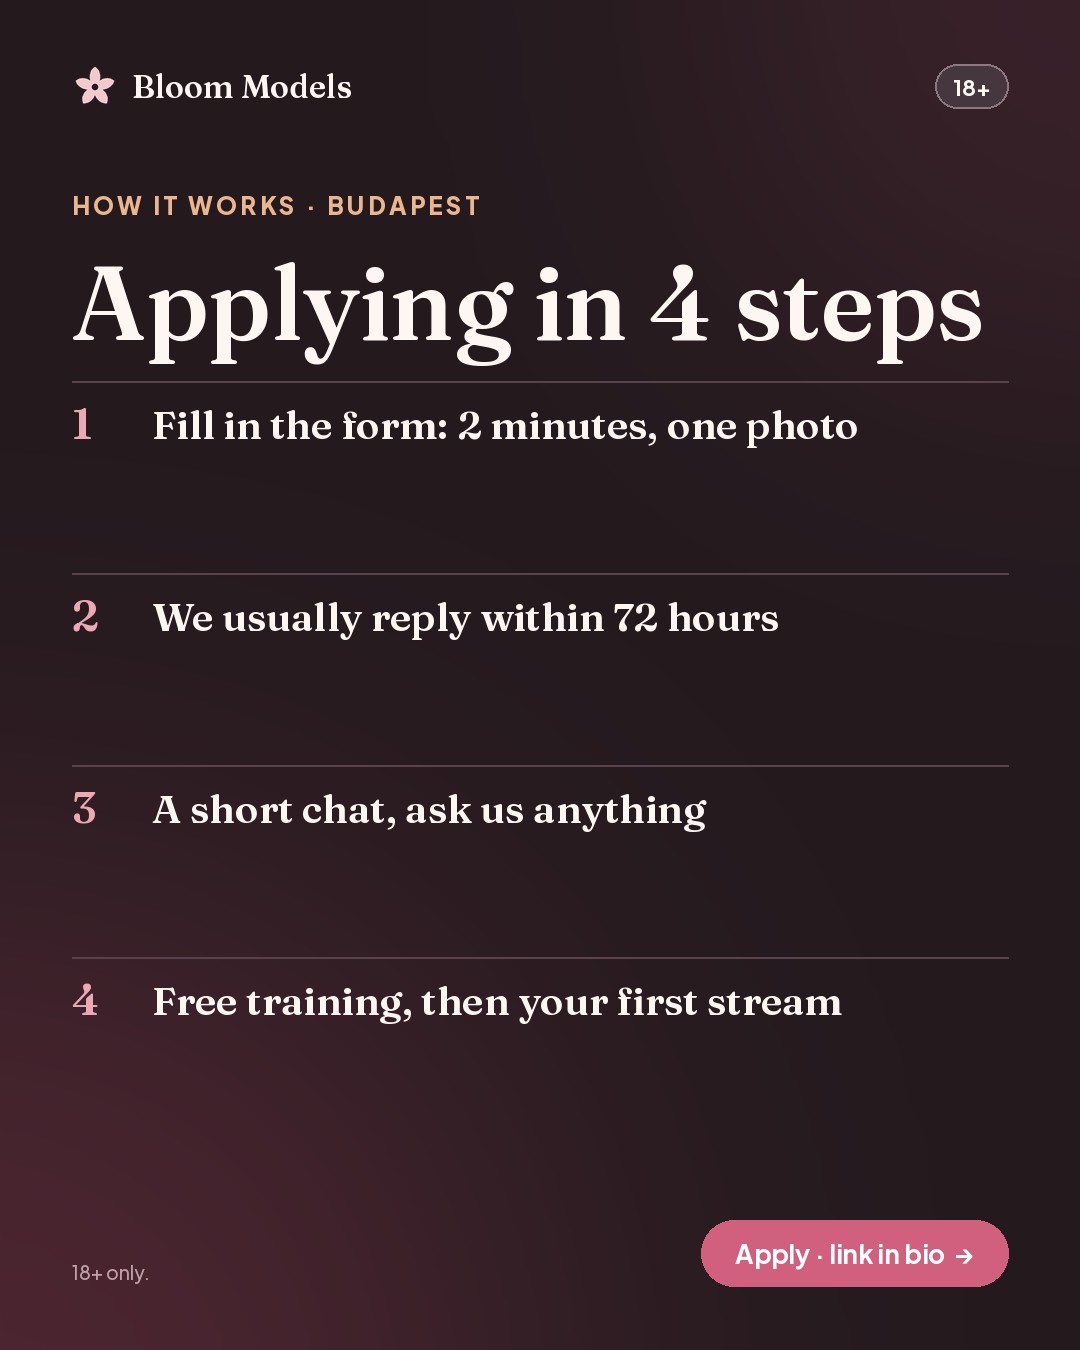 Bloom Models
18+
HOW IT WORKS · BUDAPEST
Applying in 4 steps
1 Fill in the form: 2 minutes, one photo
2 We usually reply within 72 hours
3 A short chat, ask us anything
4 Free training, then your first stream
18+ only.
Apply · link in bio →